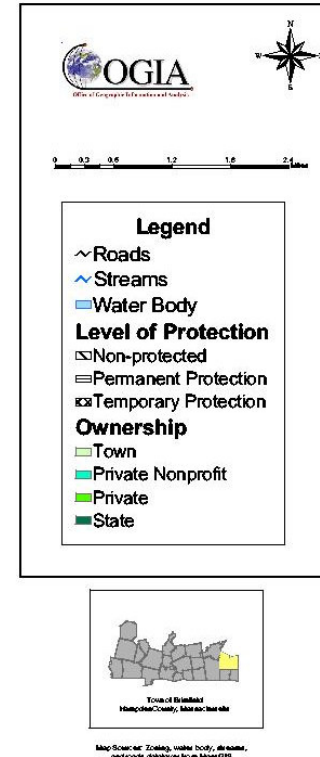 N
W
S
OGIA
Office of Geographic Information and Analysis
0 0.3 0.6 1.2 1.8 2.4
Miles
Legend
Roads
Streams
Water Body
Level of Protection
Non-protected
Permanent Protection
Temporary Protection
Ownership
Town
Private Nonprofit
Private
State
Town of Brimfield
Hampden County, Massachusetts
Map Sources: Zoning, water body, streams,
and roads datalayer from MassGIS